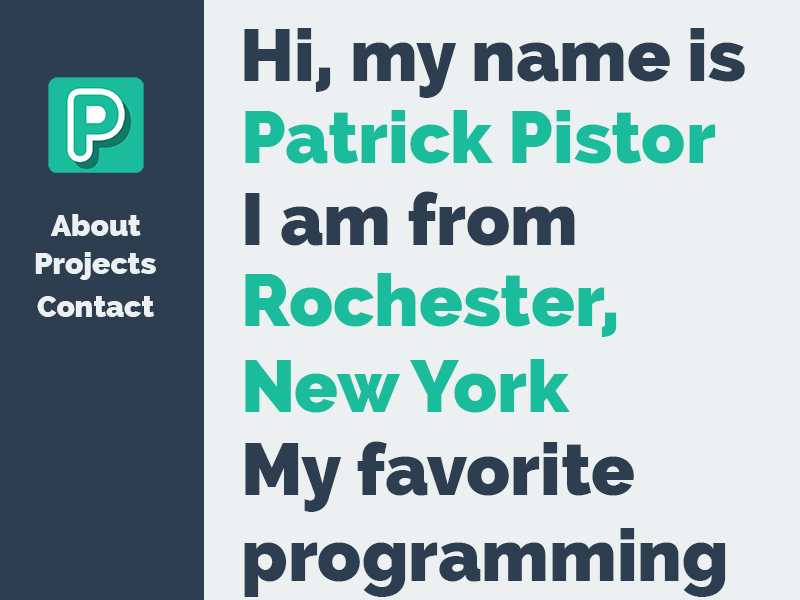 P
About
Projects
Contact
Hi, my name is
Patrick Pistor
I am from
Rochester,
New York
My favorite
programming